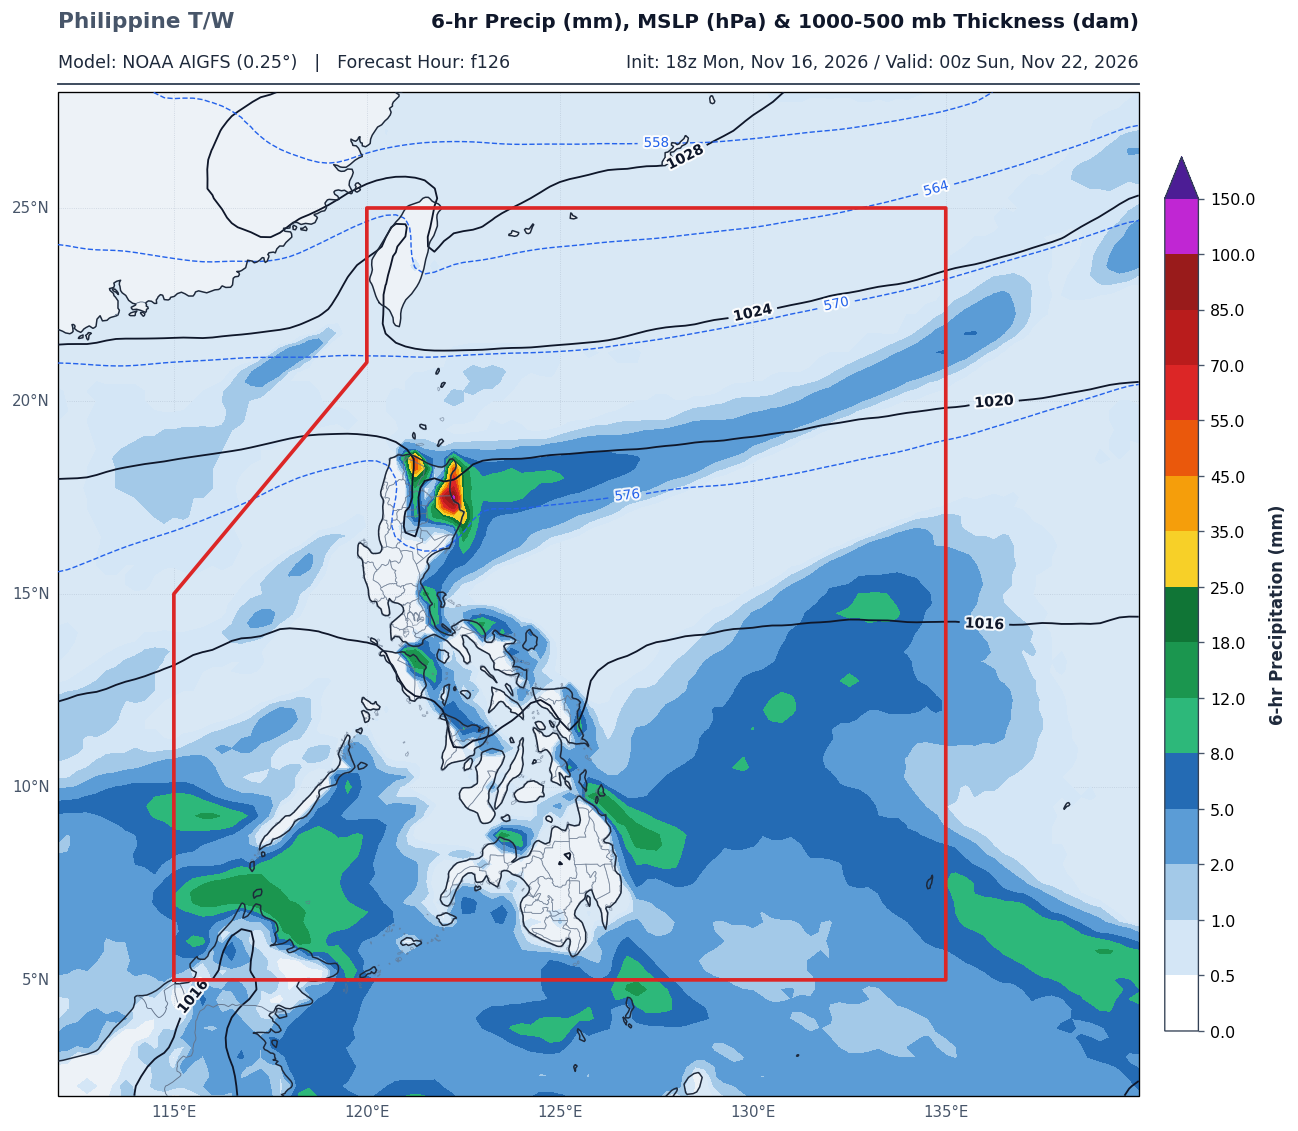 Philippine T/W
6-hr Precip (mm), MSLP (hPa) & 1000-500 mb Thickness (dam)
Model: NOAA AIGFS (0.25°) | Forecast Hour: f126
Init: 18z Mon, Nov 16, 2026 / Valid: 00z Sun, Nov 22, 2026
558
1028
564
1024
570
1020
576
1016
1016
25°N
20°N
15°N
10°N
5°N
115°E
120°E
125°E
130°E
135°E
150.0
100.0
85.0
70.0
55.0
45.0
35.0
25.0
18.0
12.0
8.0
5.0
2.0
1.0
0.5
0.0
6-hr Precipitation (mm)